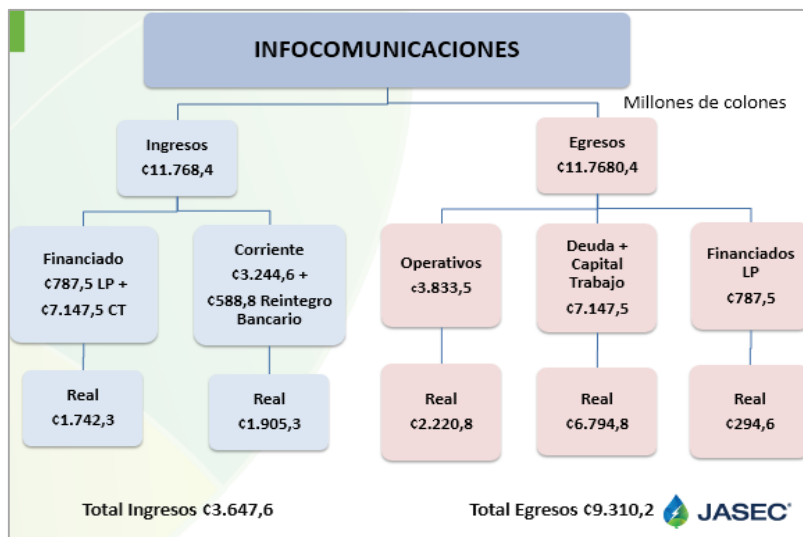 INFOCOMUNICACIONES
Millones de colones
Ingresos
¢11.768,4
Egresos
¢11.7680,4
Financiado
¢787,5 LP +
¢7.147,5 CT
Corriente
¢3.244,6 +
¢588,8 Reintegro
Bancario
Operativos
¢3.833,5
Deuda +
Capital
Trabajo
¢7.147,5
Financiados
LP
¢787,5
Real
¢1.742,3
Real
¢1.905,3
Real
¢2.220,8
Real
¢6.794,8
Real
¢294,6
Total Ingresos ¢3.647,6
Total Egresos ¢9.310,2
JASEC